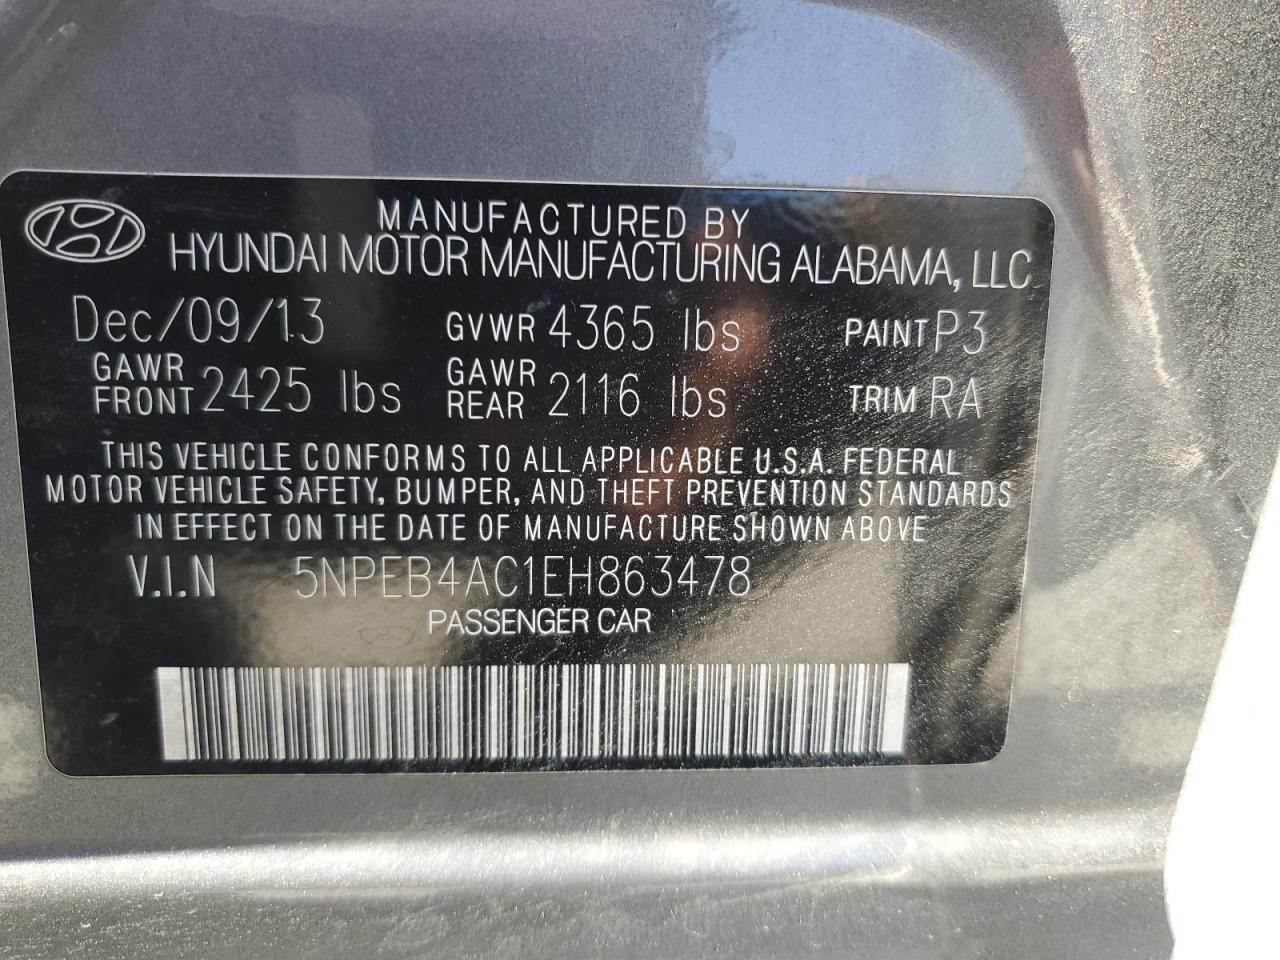 MANUFACTURED BY
HYUNDAI MOTOR MANUFACTURING ALABAMA, LLC
Dec/09/13 GVWR 4365 lbs PAINT P3
GAWR FRONT 2425 lbs GAWR REAR 2116 lbs TRIM RA
THIS VEHICLE CONFORMS TO ALL APPLICABLE U.S.A. FEDERAL
MOTOR VEHICLE SAFETY, BUMPER, AND THEFT PREVENTION STANDARDS
IN EFFECT ON THE DATE OF MANUFACTURE SHOWN ABOVE
V.I.N 5NPEB4AC1EH863478
PASSENGER CAR